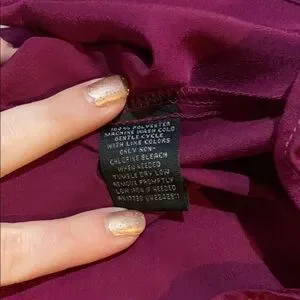 100% POLYESTER
MACHINE WASH COLD
GENTLE CYCLE
WITH LIKE COLORS
ONLY NON-
CHLORINE BLEACH
WHEN NEEDED
TUMBLE DRY LOW
REMOVE PROMPTLY
LOW IRON IF NEEDED